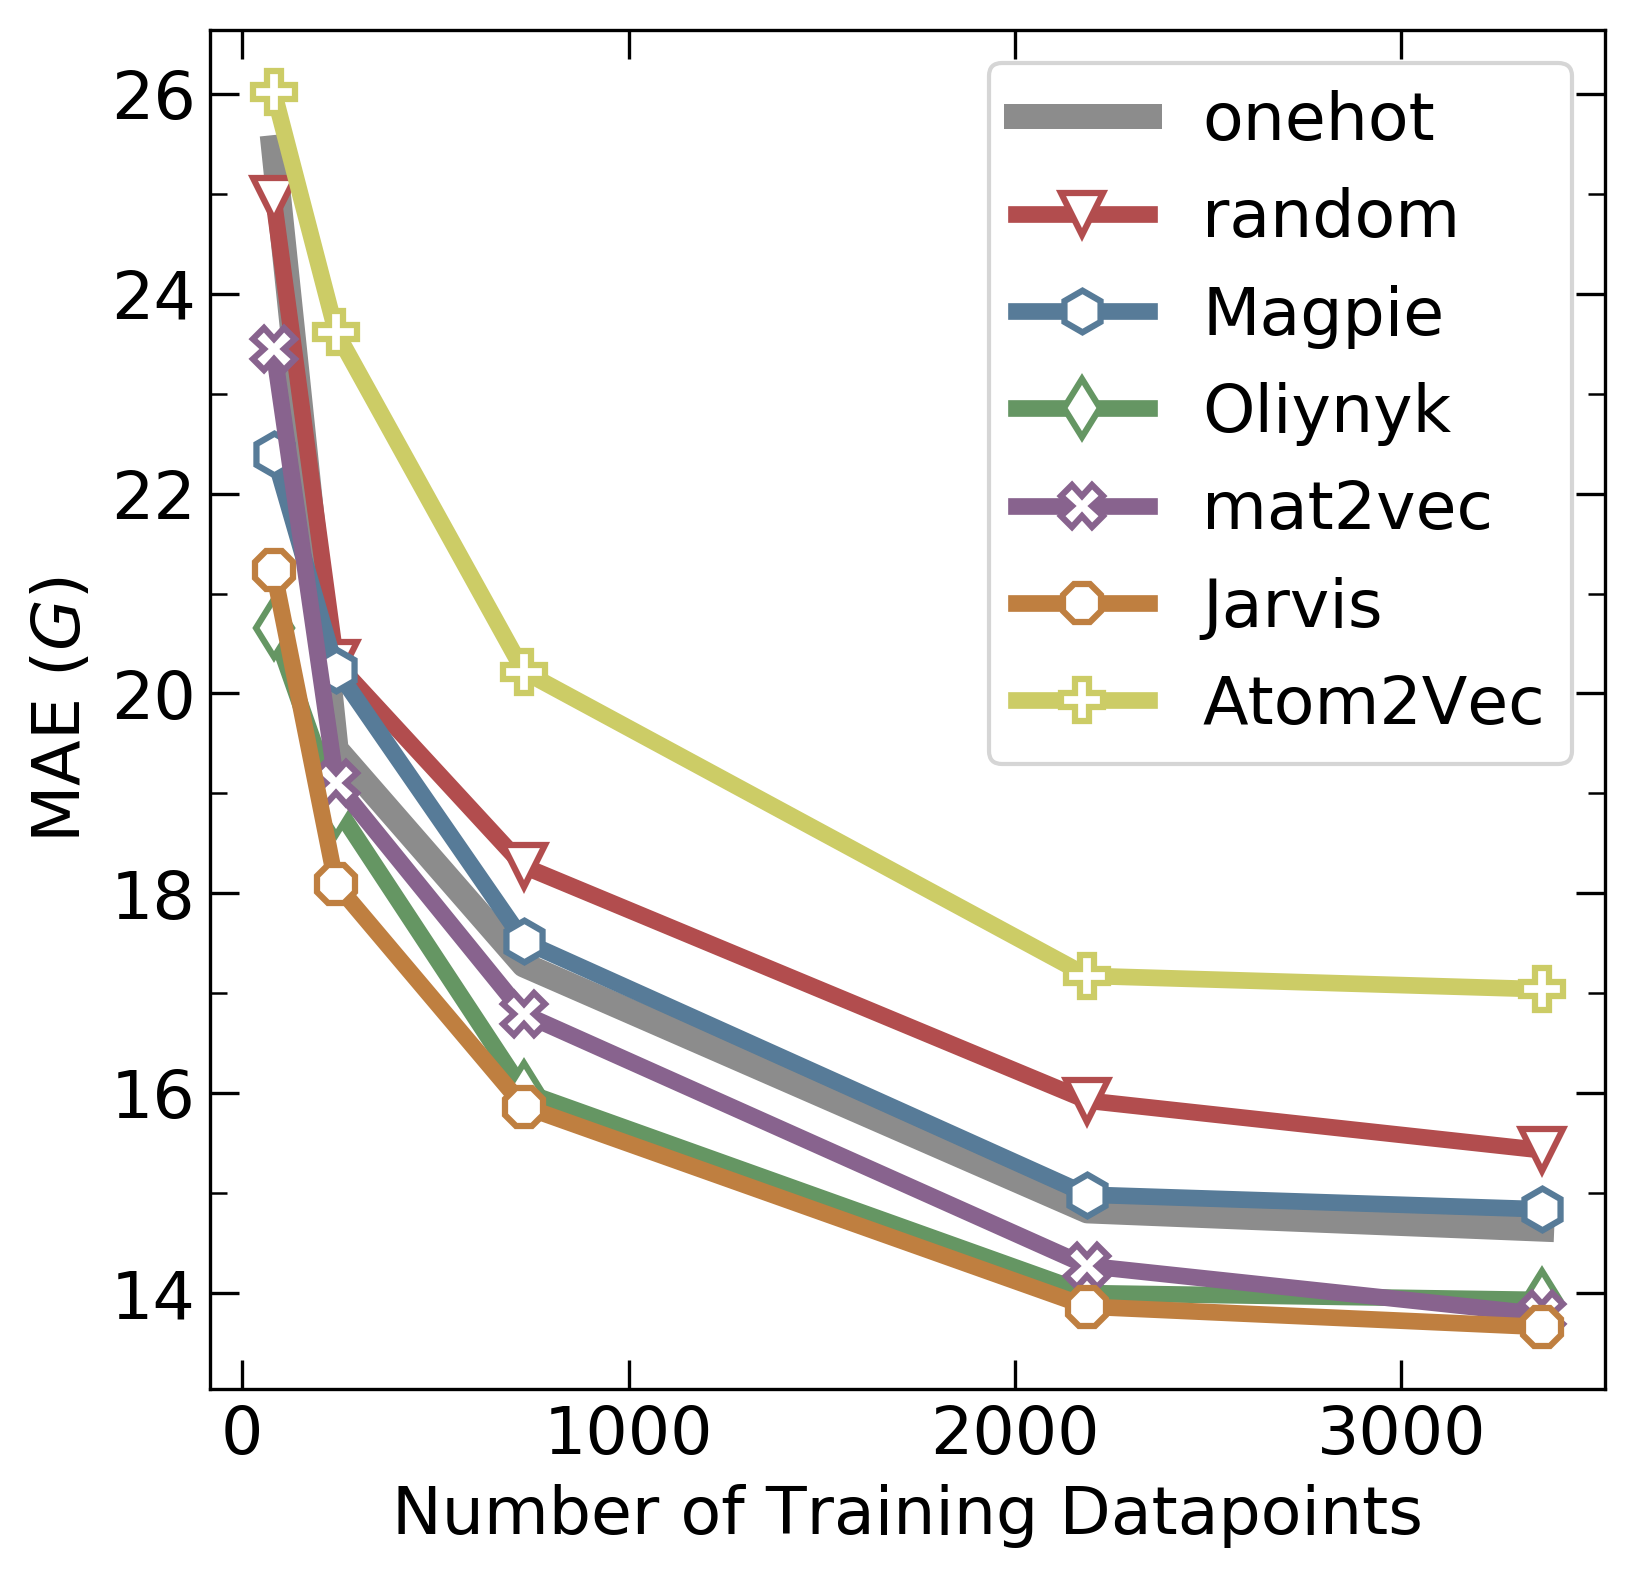 26
24
22
20
18
16
14
MAE (G)
0 1000 2000 3000
Number of Training Datapoints
onehot
random
Magpie
Oliynyk
mat2vec
Jarvis
Atom2Vec